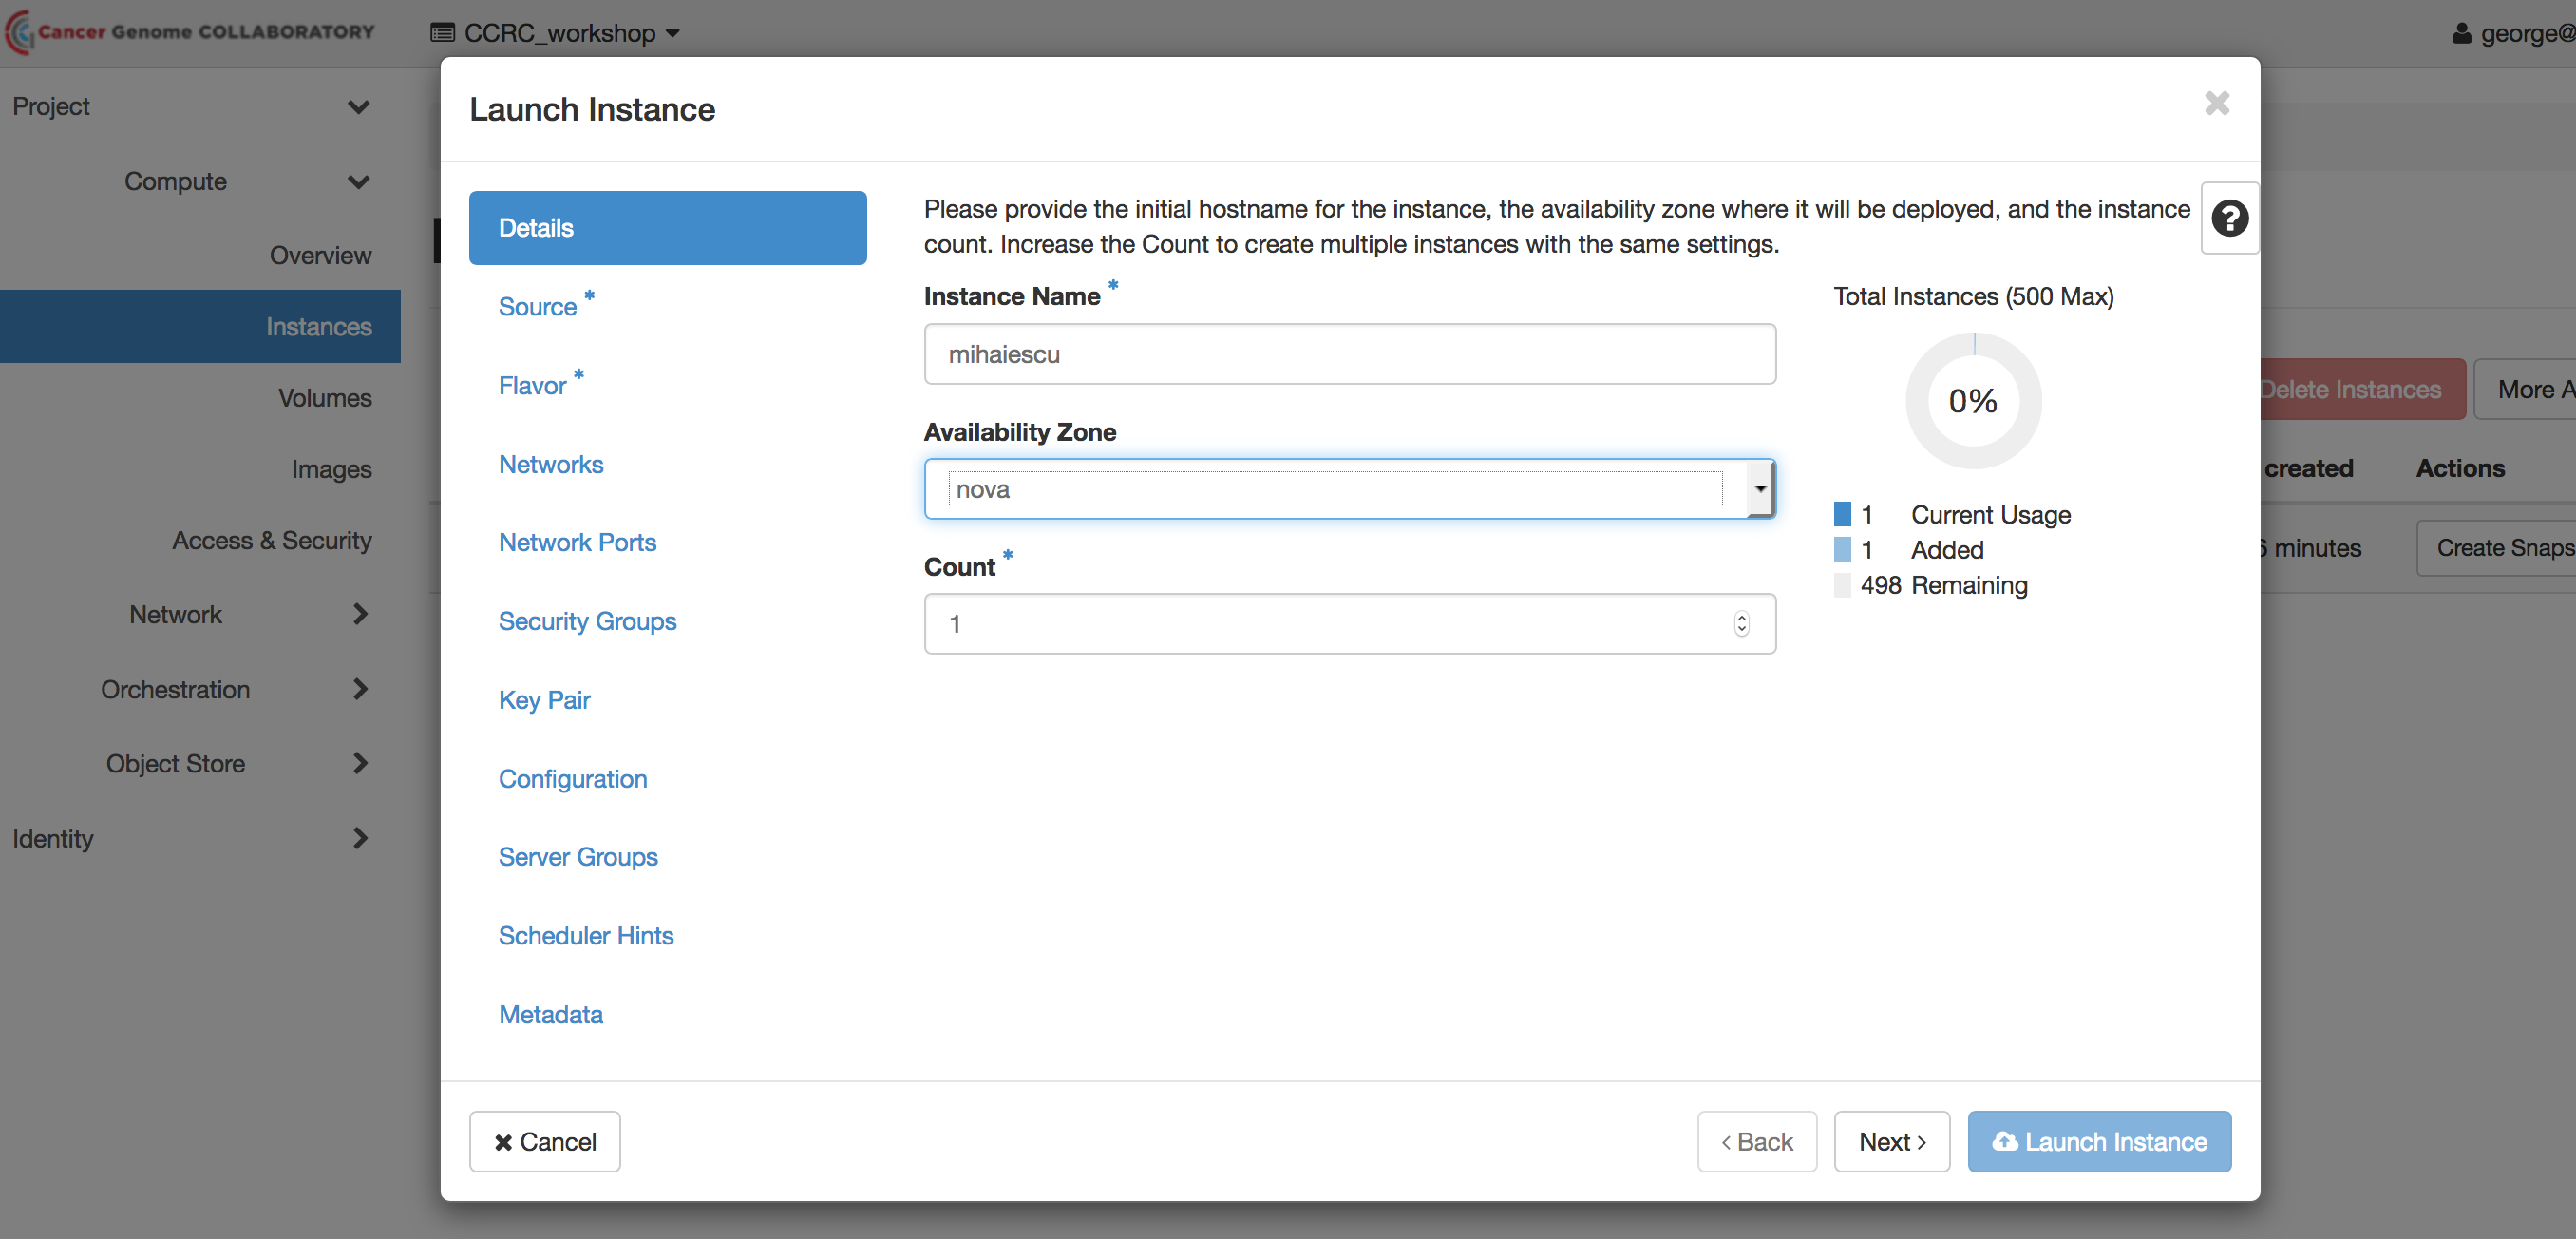 Cancer Genome COLLABORATORY
CCRC_workshop
george@
Project
Compute
Overview
Instances
Volumes
Images
Access & Security
Network
Orchestration
Object Store
Identity
Launch Instance
Details
Source *
Flavor *
Networks
Network Ports
Security Groups
Key Pair
Configuration
Server Groups
Scheduler Hints
Metadata
Please provide the initial hostname for the instance, the availability zone where it will be deployed, and the instance
count. Increase the Count to create multiple instances with the same settings.
Instance Name *
mihaiescu
Availability Zone
nova
Count *
1
Total Instances (500 Max)
0%
1 Current Usage
1 Added
498 Remaining
Delete Instances
More A
created
Actions
minutes
Create Snaps
Cancel
< Back
Next >
Launch Instance